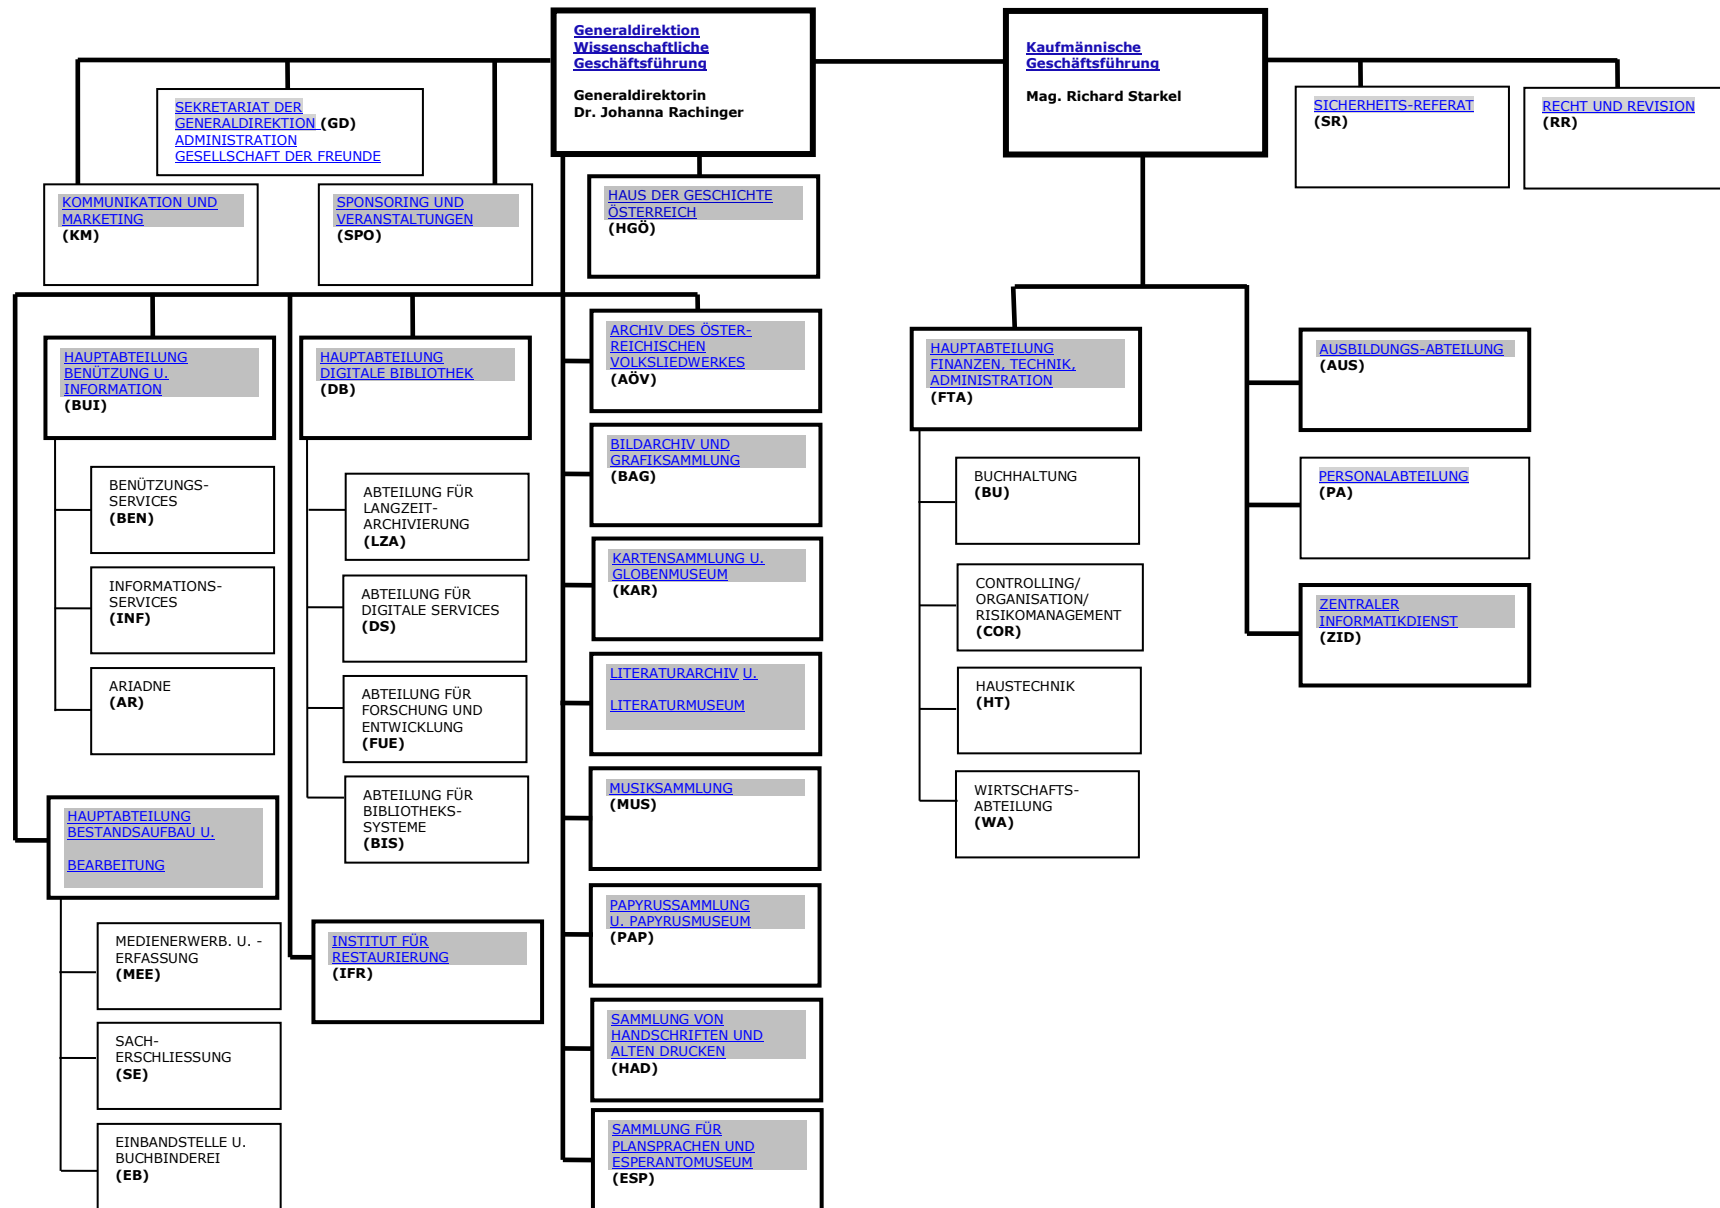 Generaldirektion
Wissenschaftliche
Geschäftsführung
Generaldirektorin
Dr. Johanna Rachinger
Kaufmännische
Geschäftsführung
Mag. Richard Starkel
SEKRETARIAT DER
GENERALDIREKTION (GD)
ADMINISTRATION
GESELLSCHAFT DER FREUNDE
SICHERHEITS-REFERAT
(SR)
RECHT UND REVISION
(RR)
KOMMUNIKATION UND
MARKETING
(KM)
SPONSORING UND
VERANSTALTUNGEN
(SPO)
HAUS DER GESCHICHTE
ÖSTERREICH
(HGÖ)
HAUPTABTEILUNG
BENÜTZUNG U.
INFORMATION
(BUI)
BENÜTZUNGS-
SERVICES
(BEN)
INFORMATIONS-
SERVICES
(INF)
ARIADNE
(AR)
HAUPTABTEILUNG
BESTANDSAUFBAU U.
BEARBEITUNG
MEDIENERWERB. U. -
ERFASSUNG
(MEE)
SACH-
ERSCHLIESSUNG
(SE)
EINBANDSTELLE U.
BUCHBINDEREI
(EB)
HAUPTABTEILUNG
DIGITALE BIBLIOTHEK
(DB)
ABTEILUNG FÜR
LANGZEIT-
ARCHIVIERUNG
(LZA)
ABTEILUNG FÜR
DIGITALE SERVICES
(DS)
ABTEILUNG FÜR
FORSCHUNG UND
ENTWICKLUNG
(FUE)
ABTEILUNG FÜR
BIBLIOTHEKS-
SYSTEME
(BIS)
INSTITUT FÜR
RESTAURIERUNG
(IFR)
ARCHIV DES ÖSTER-
REICHISCHEN
VOLKSLIEDWERKES
(AÖV)
BILDARCHIV UND
GRAFIKSAMMLUNG
(BAG)
KARTENSAMMLUNG U.
GLOBENMUSEUM
(KAR)
LITERATURARCHIV U.
LITERATURMUSEUM
MUSIKSAMMLUNG
(MUS)
PAPYRUSSAMMLUNG
U. PAPYRUSMUSEUM
(PAP)
SAMMLUNG VON
HANDSCHRIFTEN UND
ALTEN DRUCKEN
(HAD)
SAMMLUNG FÜR
PLANSPRACHEN UND
ESPERANTOMUSEUM
(ESP)
HAUPTABTEILUNG
FINANZEN, TECHNIK,
ADMINISTRATION
(FTA)
BUCHHALTUNG
(BU)
CONTROLLING/
ORGANISATION/
RISIKOMANAGEMENT
(COR)
HAUSTECHNIK
(HT)
WIRTSCHAFTS-
ABTEILUNG
(WA)
AUSBILDUNGS-ABTEILUNG
(AUS)
PERSONALABTEILUNG
(PA)
ZENTRALER
INFORMATIKDIENST
(ZID)